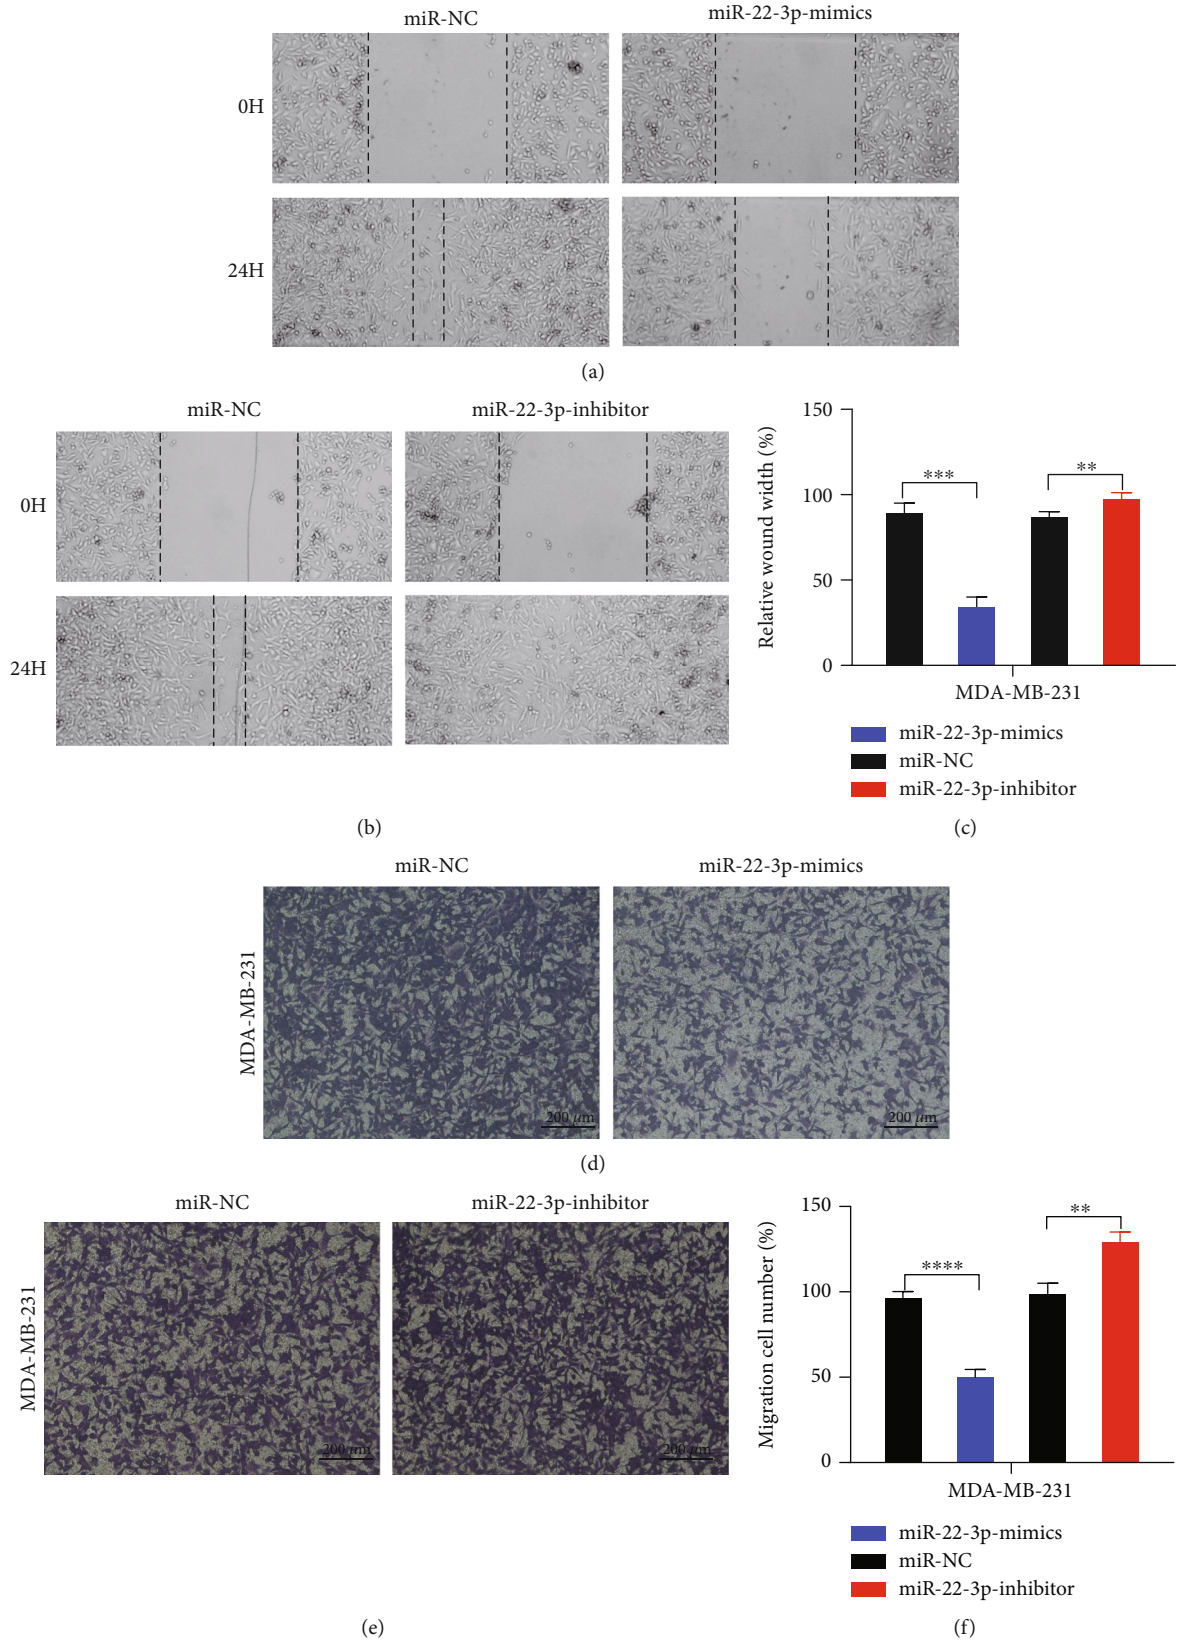 miR-NC
miR-22-3p-mimics
0H
24H
(a)
miR-NC
miR-22-3p-inhibitor
0H
24H
(b)
150
100
50
0
Relative wound width (%)
***
**
MDA-MB-231
miR-22-3p-mimics
miR-NC
miR-22-3p-inhibitor
(c)
miR-NC
miR-22-3p-mimics
MDA-MB-231
200 μm
200 μm
(d)
miR-NC
miR-22-3p-inhibitor
MDA-MB-231
200 μm
200 μm
(e)
150
100
50
0
Migration cell number (%)
****
**
MDA-MB-231
miR-22-3p-mimics
miR-NC
miR-22-3p-inhibitor
(f)